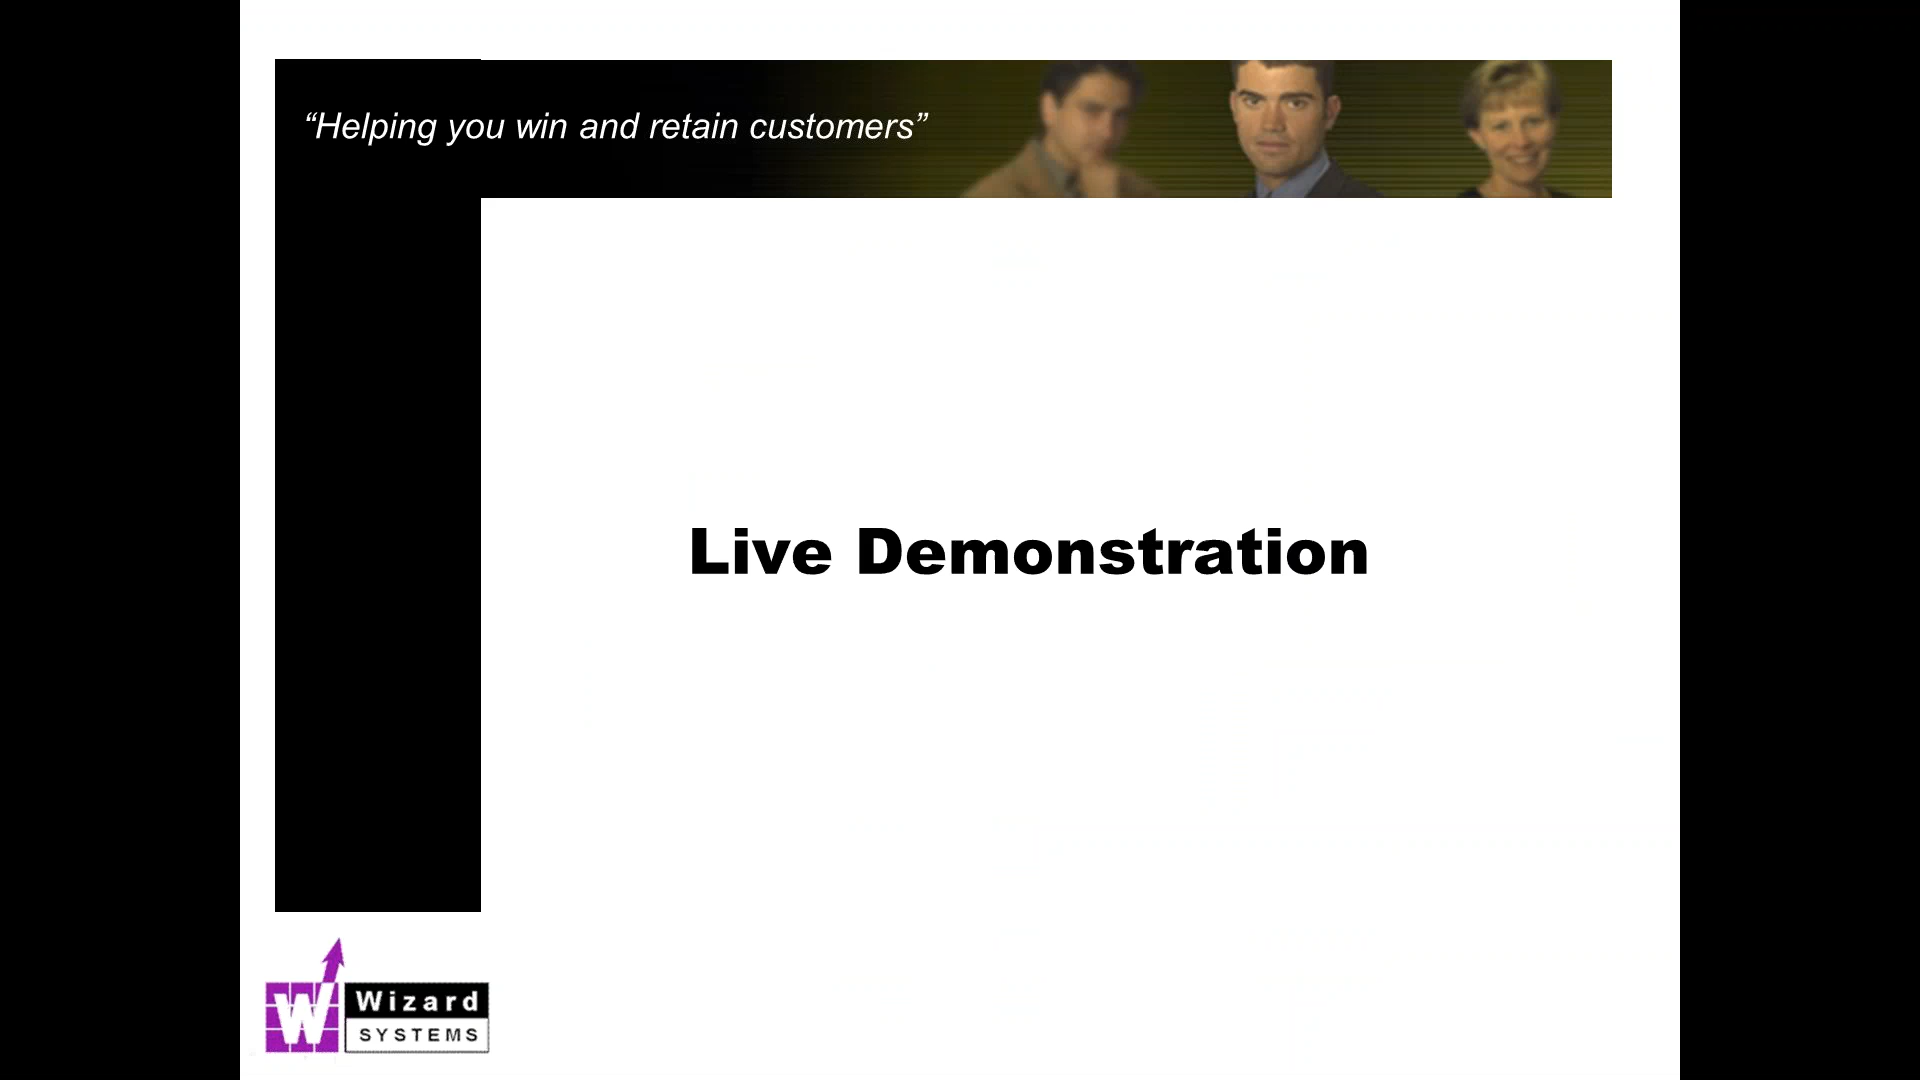 “Helping you win and retain customers”
Live Demonstration
W
Wizard
SYSTEMS